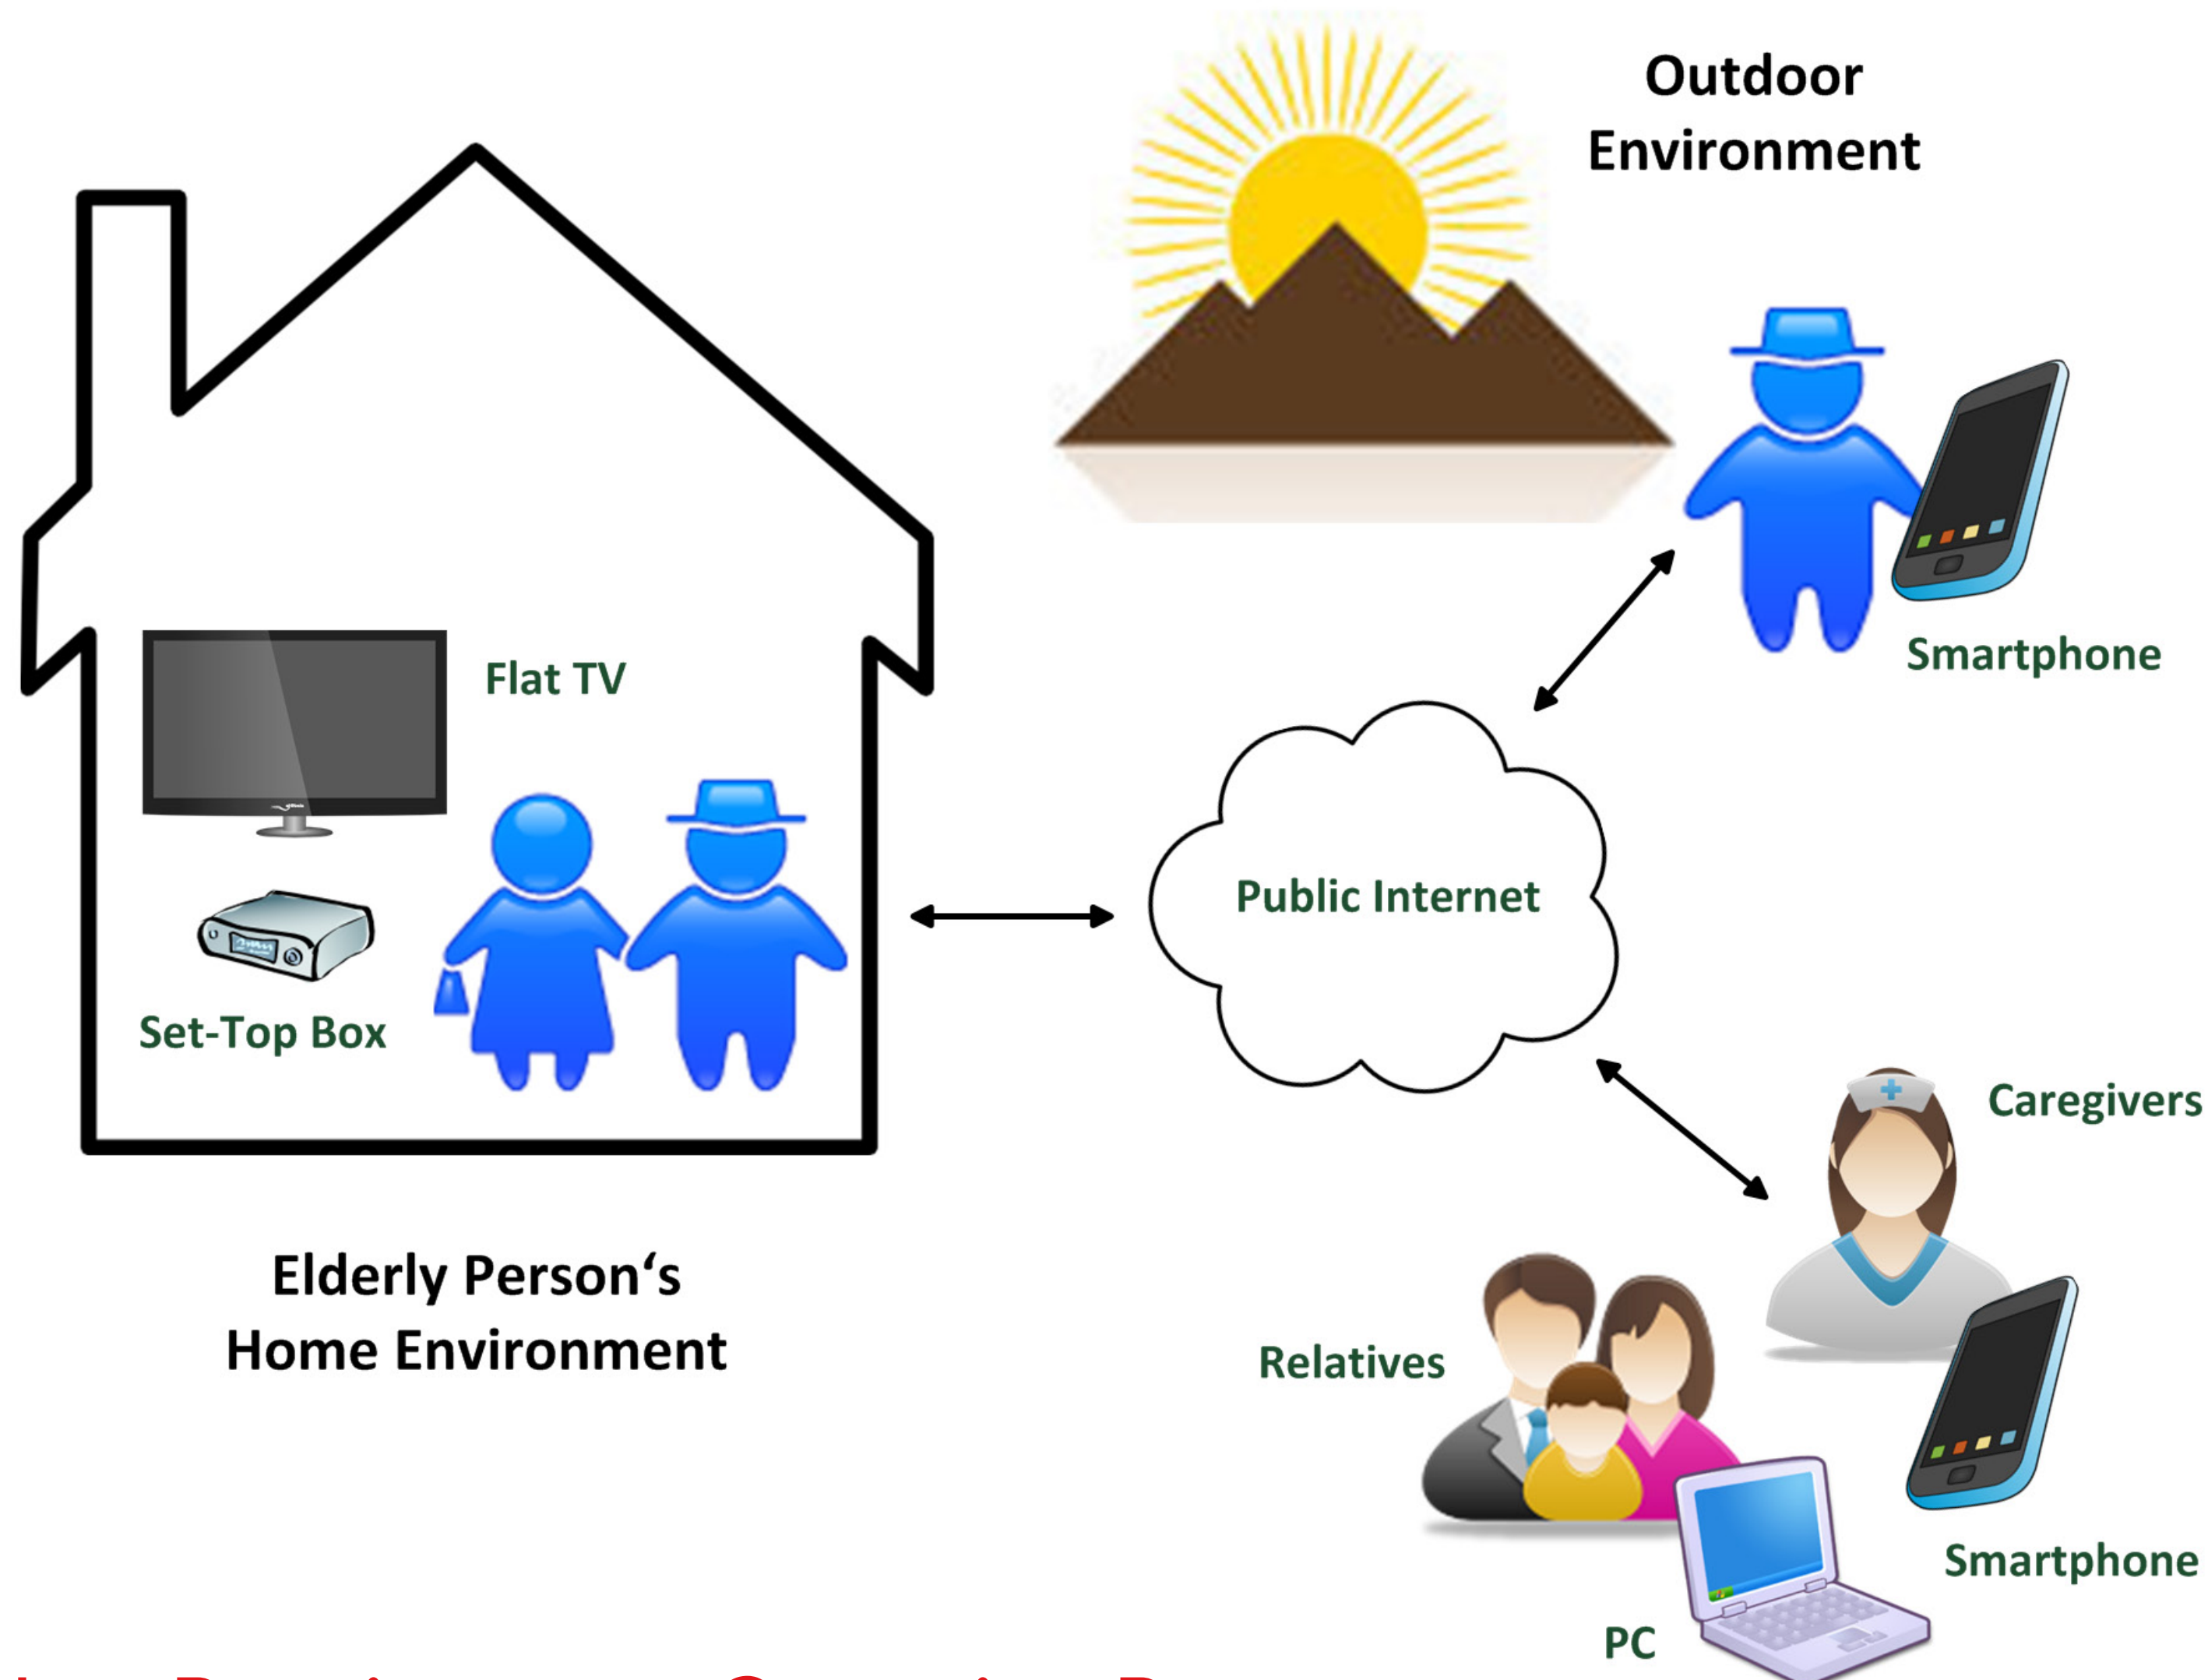 Outdoor
Environment
Flat TV
Smartphone
Public Internet
Set-Top Box
Caregivers
Elderly Person‘s
Home Environment
Relatives
Smartphone
PC